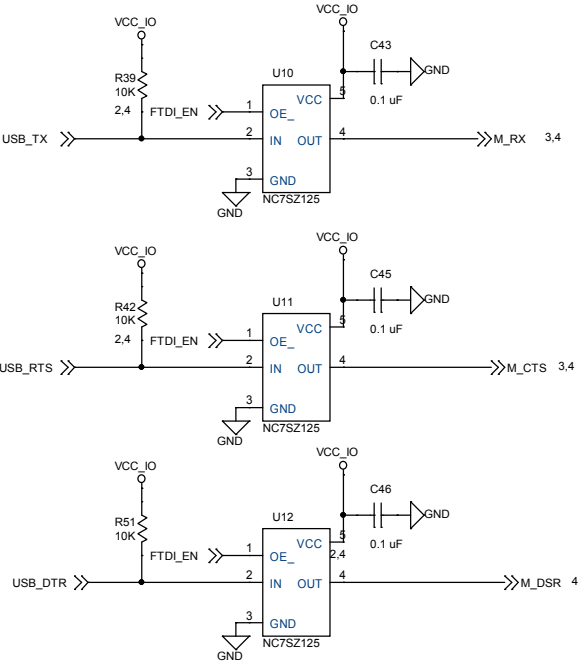 VCC_IO
VCC_IO
C43
U10
GND
R39
10K
VCC
5
0.1 uF
2,4
FTDI_EN
1
OE_
USB_TX
2
IN
OUT
4
M_RX
3,4
3
GND
GND
NC7SZ125
VCC_IO
VCC_IO
C45
U11
GND
R42
10K
VCC
5
0.1 uF
2,4
FTDI_EN
1
OE_
USB_RTS
2
IN
OUT
4
M_CTS
3,4
3
GND
GND
NC7SZ125
VCC_IO
VCC_IO
C46
U12
GND
R51
10K
VCC
5
0.1 uF
FTDI_EN
1
OE_
2,4
USB_DTR
2
IN
OUT
4
M_DSR
4
3
GND
GND
NC7SZ125